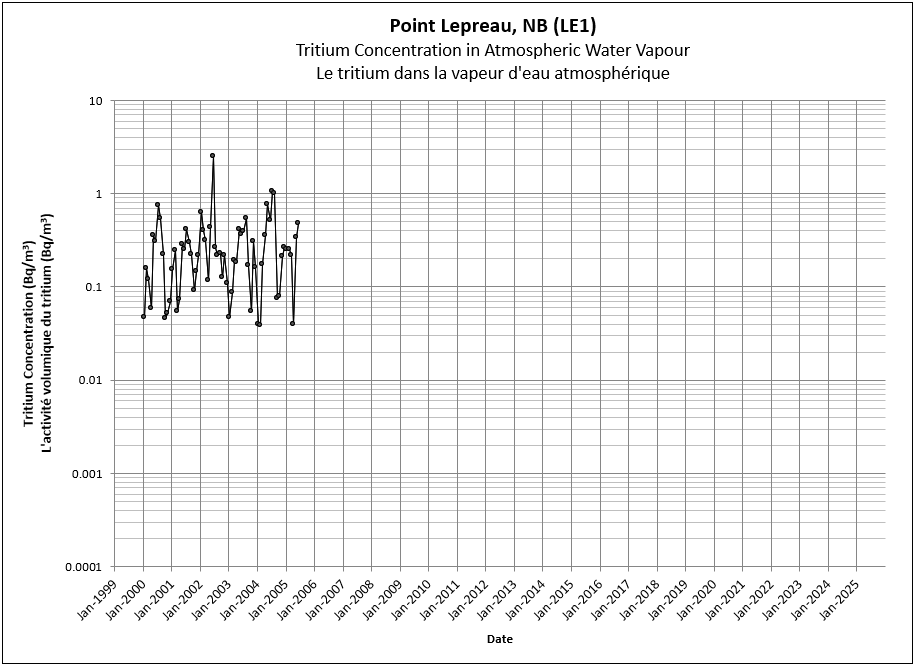 Point Lepreau, NB (LE1)
Tritium Concentration in Atmospheric Water Vapour
Le tritium dans la vapeur d'eau atmosphérique
Tritium Concentration (Bq/m³)
L'activité volumique du tritium (Bq/m³)
10
1
0.1
0.01
0.001
0.0001
Jan-1999
Jan-2000
Jan-2001
Jan-2002
Jan-2003
Jan-2004
Jan-2005
Jan-2006
Jan-2007
Jan-2008
Jan-2009
Jan-2010
Jan-2011
Jan-2012
Jan-2013
Jan-2014
Jan-2015
Jan-2016
Jan-2017
Jan-2018
Jan-2019
Jan-2020
Jan-2021
Jan-2022
Jan-2023
Jan-2024
Jan-2025
Date